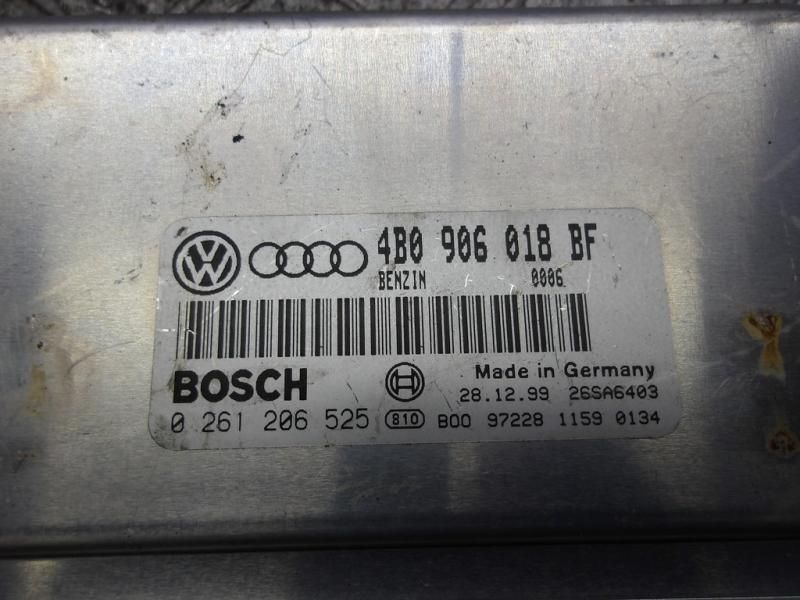 4B0 906 018 BF
BENZIN 0006
BOSCH Made in Germany
28.12.99 26SA6403
0 261 206 525 810 B00 97228 1159 0134